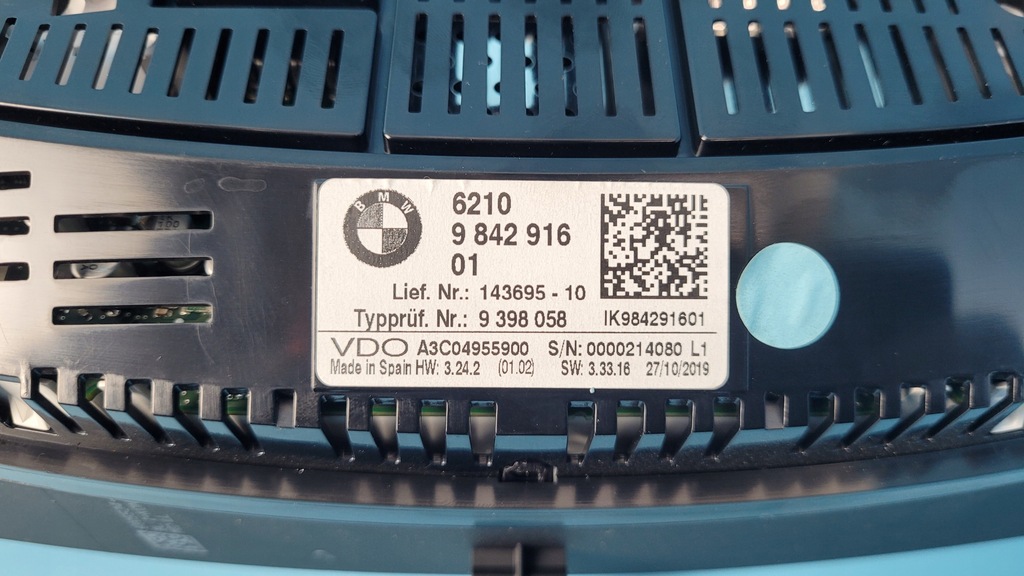 BMW
6210
9 842 916
01
Lief. Nr.: 143695 - 10
Typprüf. Nr.: 9 398 058
IK984291601
VDO A3C04955900 S/N: 0000214080 L1
Made in Spain HW: 3.24.2 (01.02) SW: 3.33.16 27/10/2019